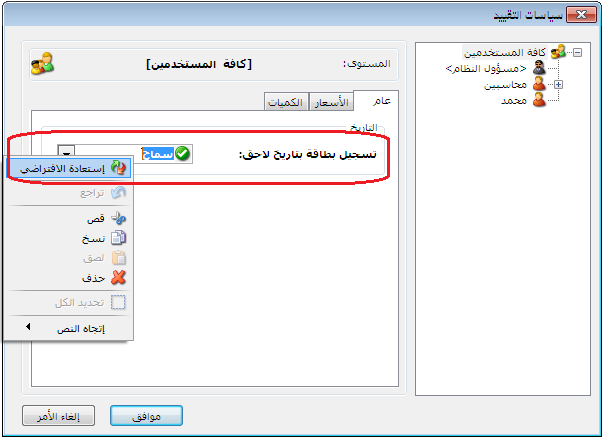 سياسات التقييد
كافة المستخدمين
<مسؤول النظام>
محاسبين
محمد
المستوى:
[كافة المستخدمين]
عام
الأسعار
الكميات
التاريخ
تسجيل بطاقة بتاريخ لاحق:
سماح
إستعادة الافتراضي
تراجع
قص
نسخ
لصق
حذف
تحديد الكل
إتجاه النص
موافق
إلغاء الأمر